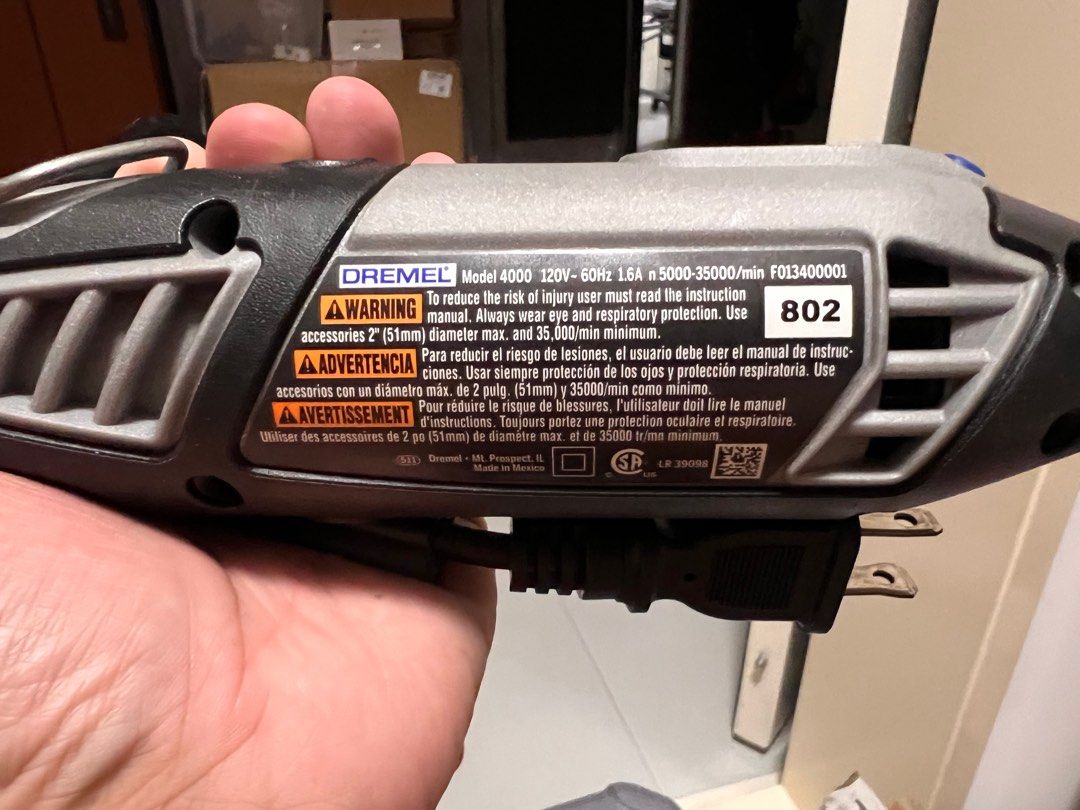 DREMEL Model 4000 120V~ 60Hz 1.6A n 5000-35000/min F013400001
WARNING To reduce the risk of injury user must read the instruction
manual. Always wear eye and respiratory protection. Use
accessories 2" (51mm) diameter max. and 35,000/min minimum.
802
ADVERTENCIA Para reducir el riesgo de lesiones, el usuario debe leer el manual de instruc-
ciones. Usar siempre protección de los ojos y protección respiratoria. Use
accesorios con un diámetro máx. de 2 pulg. (51mm) y 35000/min como mínimo.
AVERTISSEMENT Pour réduire le risque de blessures, l'utilisateur doit lire le manuel
d'instructions. Toujours portez une protection oculaire et respiratoire.
Utiliser des accessoires de 2 po (51mm) de diamètre max. et de 35000 tr/mn minimum.
511 Dremel • Mt. Prospect, IL
Made in Mexico
SA
C US
LR 39098